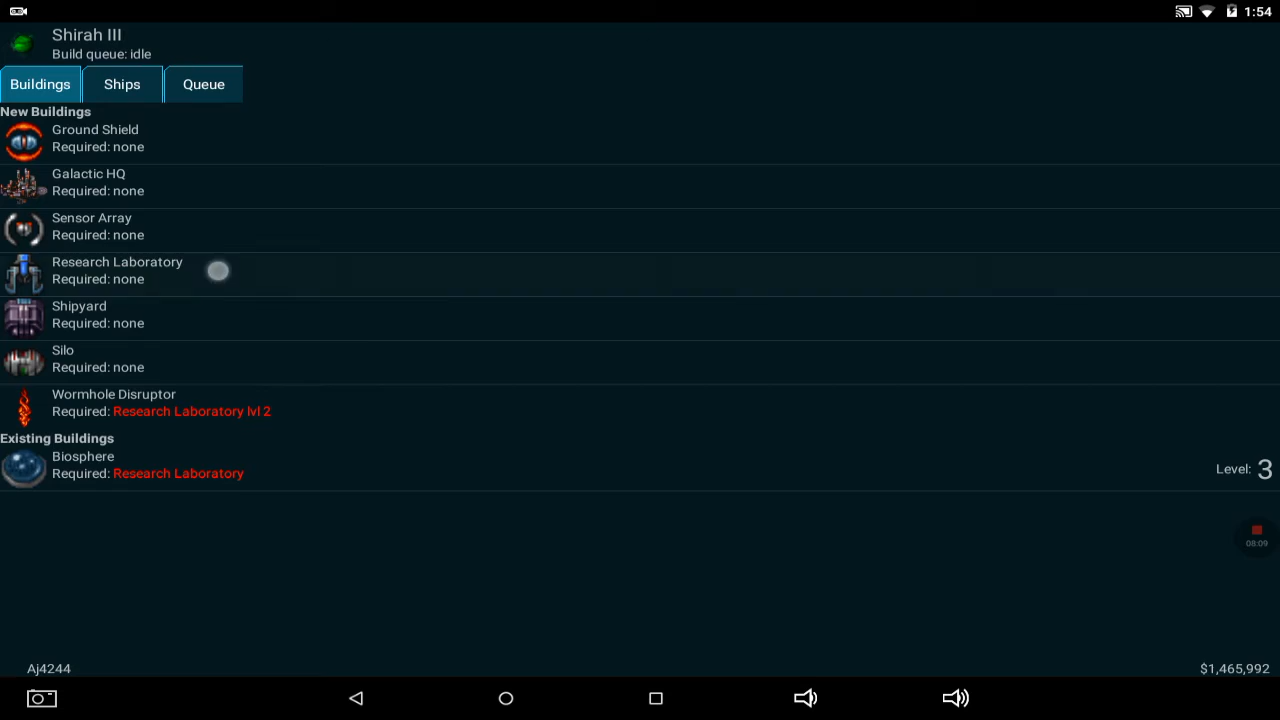 1:54
Shirah III
Build queue: idle
Buildings Ships Queue
New Buildings
Ground Shield
Required: none
Galactic HQ
Required: none
Sensor Array
Required: none
Research Laboratory
Required: none
Shipyard
Required: none
Silo
Required: none
Wormhole Disruptor
Required: Research Laboratory lvl 2
Existing Buildings
Biosphere
Required: Research Laboratory
Level: 3
08:09
Aj4244 $1,465,992